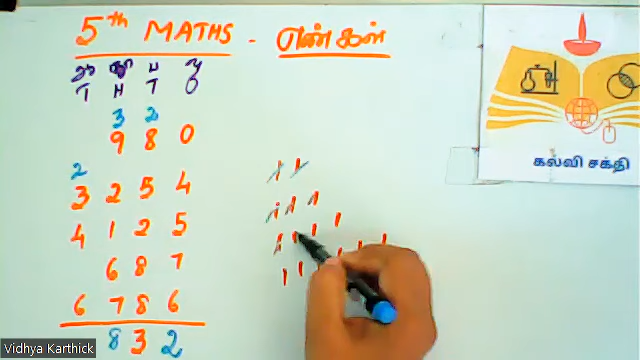 5th MATHS - எண்கள்
ஆ நூ ப ஒ
T H T O
3 2
9 8 0
2
3 2 5 4
4 1 2 5
6 8 7
6 7 8 6
8 3 2
கல்வி சக்தி
Vidhya Karthick